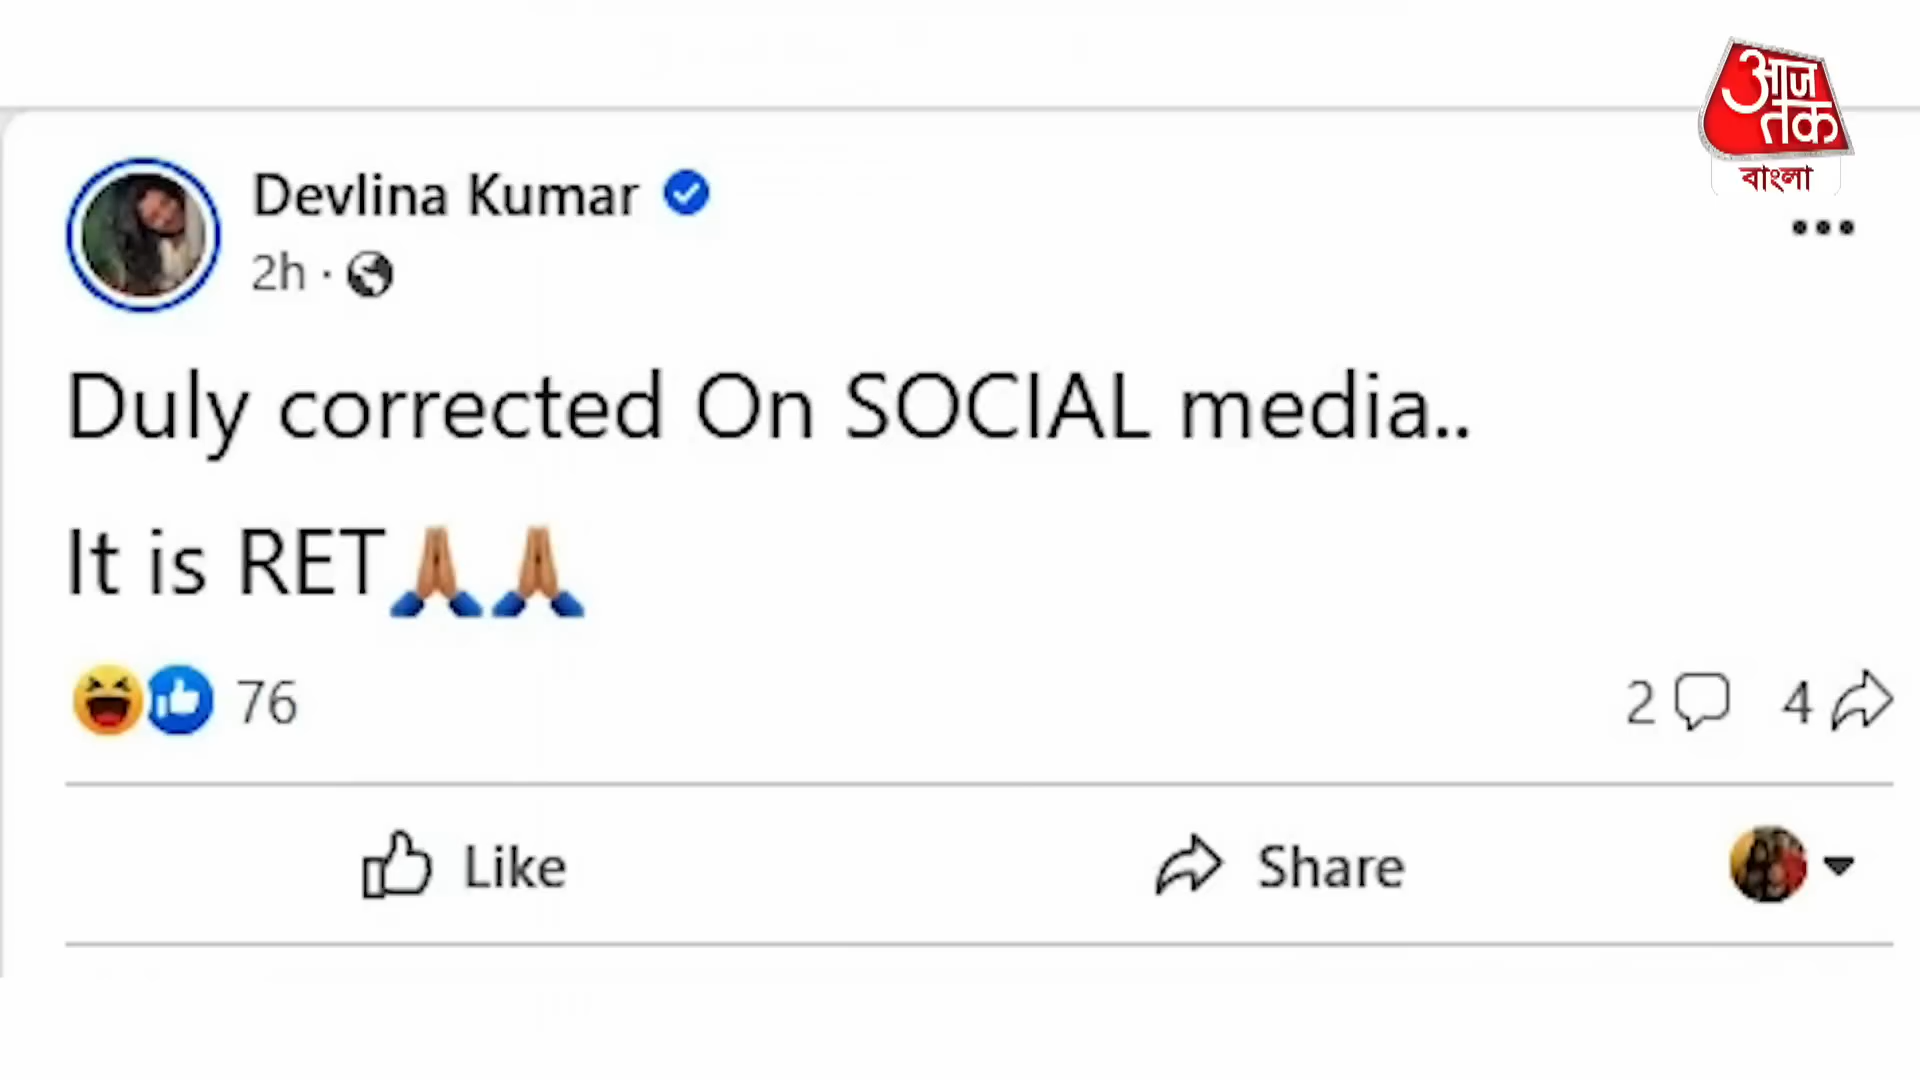 आज
तक
বাংলা
Devlina Kumar
2h ·
Duly corrected On SOCIAL media..
It is RET🙏🏽🙏🏽
76
2 4
Like Share